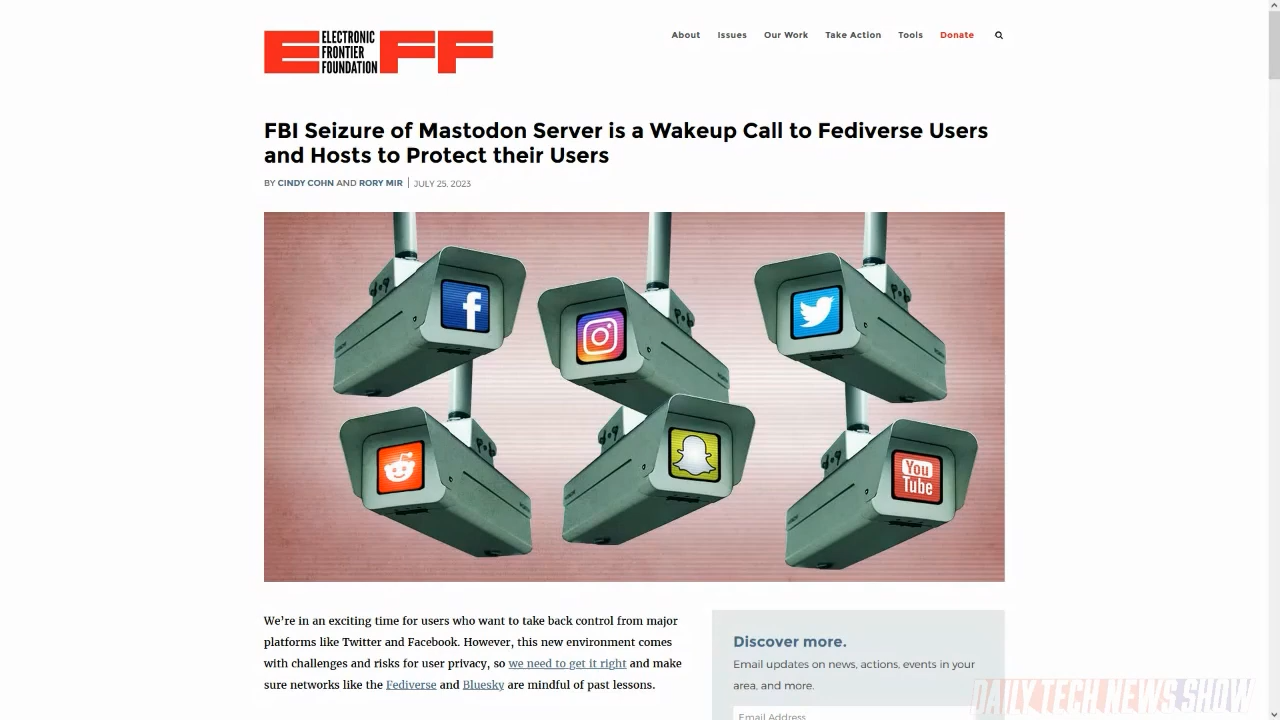 ELECTRONIC
FRONTIER
FOUNDATION
EFF
About Issues Our Work Take Action Tools Donate
FBI Seizure of Mastodon Server is a Wakeup Call to Fediverse Users
and Hosts to Protect their Users
BY CINDY COHN AND RORY MIR | JULY 25, 2023
You
Tube
We're in an exciting time for users who want to take back control from major
platforms like Twitter and Facebook. However, this new environment comes
with challenges and risks for user privacy, so we need to get it right and make
sure networks like the Fediverse and Bluesky are mindful of past lessons.
Discover more.
Email updates on news, actions, events in your
area, and more.
Email Address
DAILY TECH NEWS SHOW